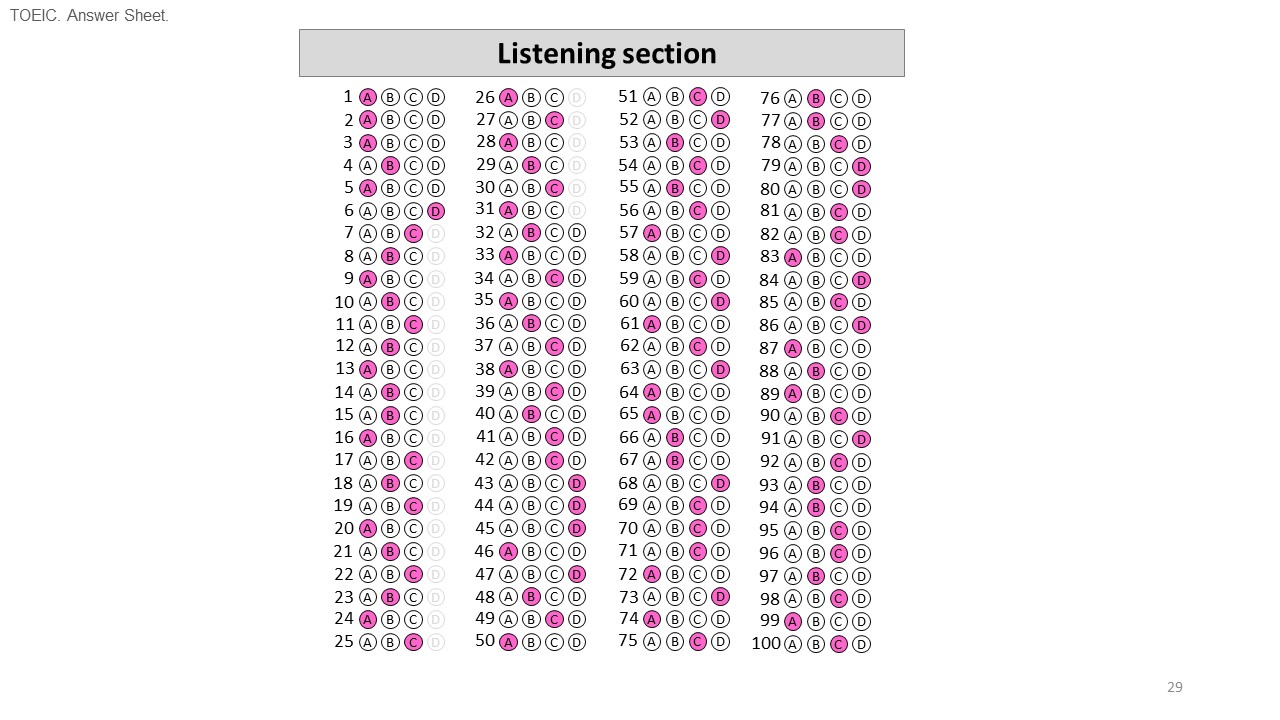 TOEIC. Answer Sheet.
Listening section
1 A B C D
2 A B C D
3 A B C D
4 A B C D
5 A B C D
6 A B C D
7 A B C D
8 A B C D
9 A B C D
10 A B C D
11 A B C D
12 A B C D
13 A B C D
14 A B C D
15 A B C D
16 A B C D
17 A B C D
18 A B C D
19 A B C D
20 A B C D
21 A B C D
22 A B C D
23 A B C D
24 A B C D
25 A B C D
26 A B C D
27 A B C D
28 A B C D
29 A B C D
30 A B C D
31 A B C D
32 A B C D
33 A B C D
34 A B C D
35 A B C D
36 A B C D
37 A B C D
38 A B C D
39 A B C D
40 A B C D
41 A B C D
42 A B C D
43 A B C D
44 A B C D
45 A B C D
46 A B C D
47 A B C D
48 A B C D
49 A B C D
50 A B C D
51 A B C D
52 A B C D
53 A B C D
54 A B C D
55 A B C D
56 A B C D
57 A B C D
58 A B C D
59 A B C D
60 A B C D
61 A B C D
62 A B C D
63 A B C D
64 A B C D
65 A B C D
66 A B C D
67 A B C D
68 A B C D
69 A B C D
70 A B C D
71 A B C D
72 A B C D
73 A B C D
74 A B C D
75 A B C D
76 A B C D
77 A B C D
78 A B C D
79 A B C D
80 A B C D
81 A B C D
82 A B C D
83 A B C D
84 A B C D
85 A B C D
86 A B C D
87 A B C D
88 A B C D
89 A B C D
90 A B C D
91 A B C D
92 A B C D
93 A B C D
94 A B C D
95 A B C D
96 A B C D
97 A B C D
98 A B C D
99 A B C D
100 A B C D
29